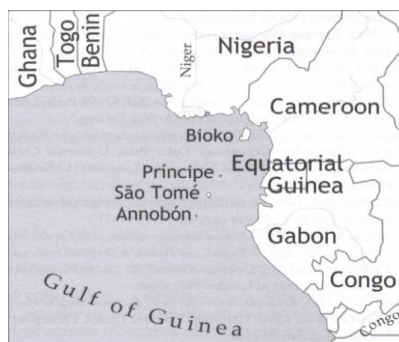 Ghana
Togo
Benin
Niger
Nigeria
Cameroon
Bioko
Equatorial
Guinea
Príncipe
São Tomé
Annobón
Gabon
Congo
Congo
Gulf of Guinea